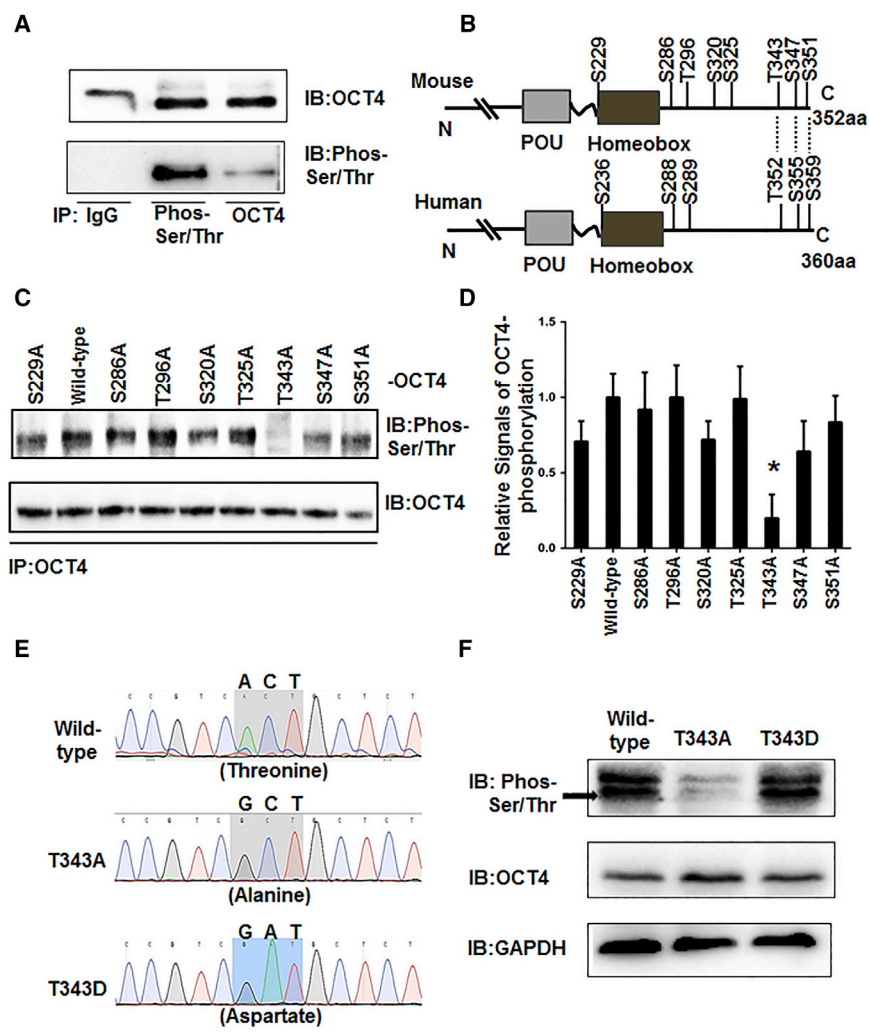 A
IB:OCT4
IB:Phos-
Ser/Thr
IP: IgG
Phos-
Ser/Thr
OCT4
B
S229
S286
T296
S320
S325
T343
S347
S351
Mouse
N
POU
Homeobox
C
352aa
S236
S288
S289
T352
S355
S359
Human
N
POU
Homeobox
C
360aa
C
S229A
Wild-type
S286A
T296A
S320A
T325A
T343A
S347A
S351A
-OCT4
IB:Phos-
Ser/Thr
IB:OCT4
IP:OCT4
D
Relative Signals of OCT4-
phosphorylation
1.5
1.0
0.5
0.0
*
S229A
Wild-type
S286A
T296A
S320A
T325A
T343A
S347A
S351A
E
A C T
C C G T C A C T G C T C T
Wild-
type
(Threonine)
G C T
C C G T C G C T G C T C T
T343A
(Alanine)
G A T
C C G T C G A T G C T C T
T343D
(Aspartate)
F
Wild-
type
T343A
T343D
IB: Phos-
Ser/Thr
IB:OCT4
IB:GAPDH